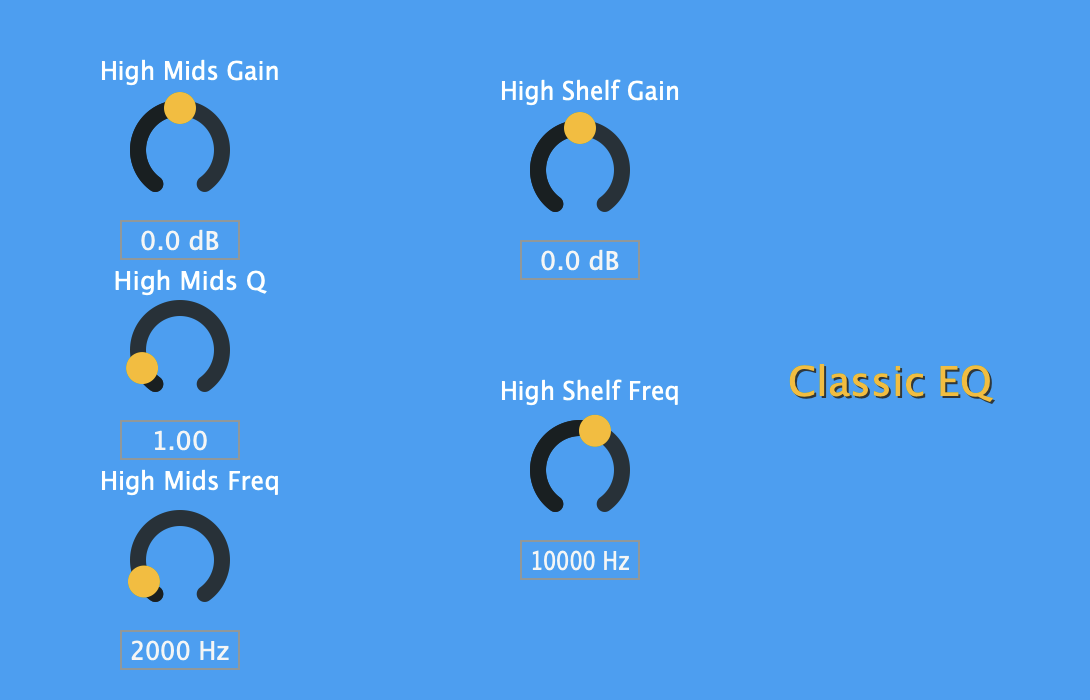 High Mids Gain
0.0 dB
High Mids Q
1.00
High Mids Freq
2000 Hz
High Shelf Gain
0.0 dB
High Shelf Freq
10000 Hz
Classic EQ